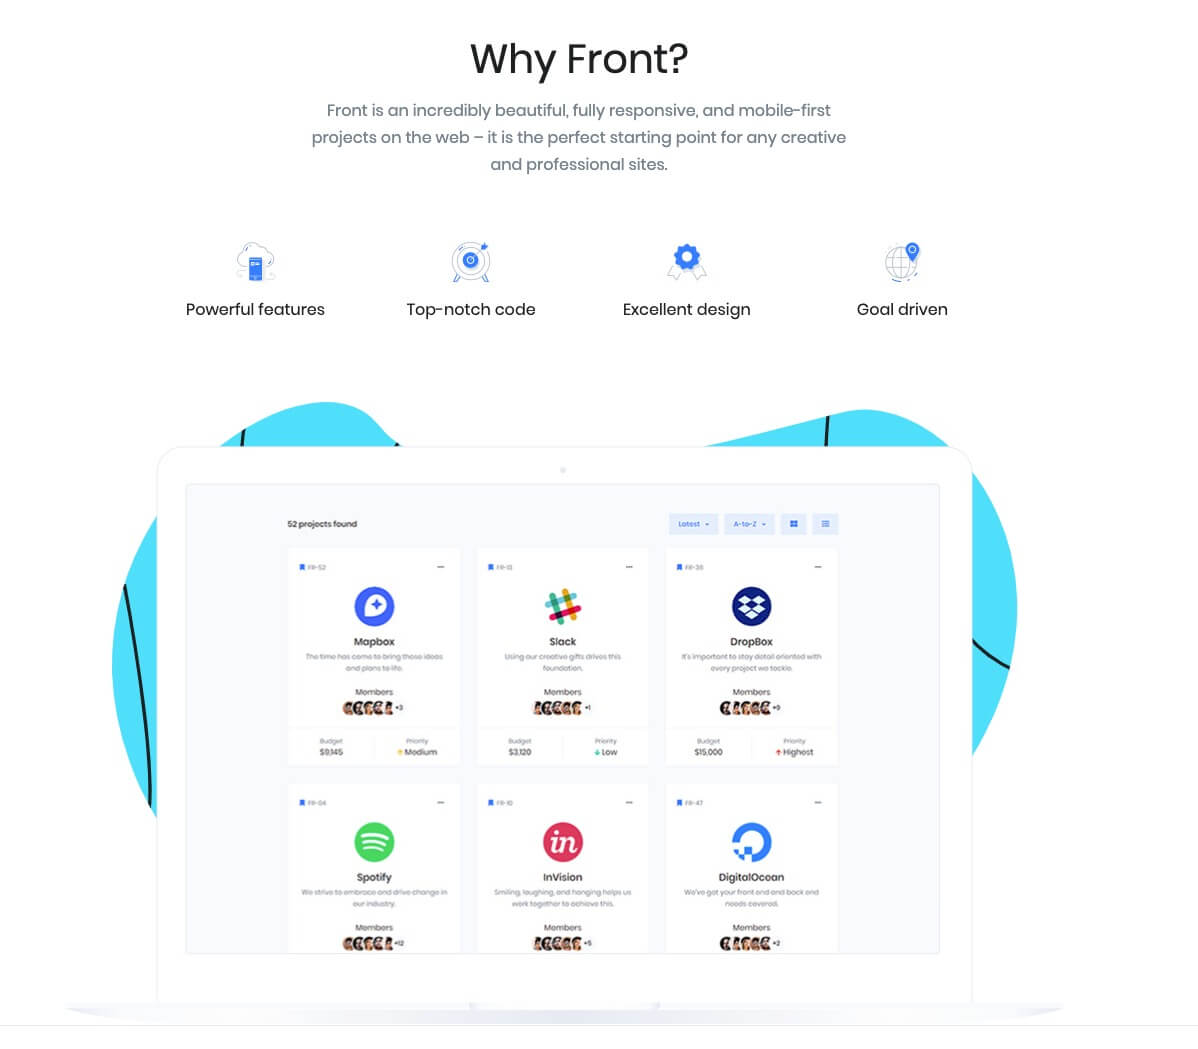 Why Front?
Front is an incredibly beautiful, fully responsive, and mobile-first
projects on the web – it is the perfect starting point for any creative
and professional sites.
Powerful features
Top-notch code
Excellent design
Goal driven
52 projects found
Latest
A-to-Z
FR-52
Mapbox
The time has come to bring those ideas
and plans to life.
Members
+3
Budget
Priority
$9,145
Medium
FR-13
Slack
Using our creative gifts drives this
foundation.
Members
+1
Budget
Priority
$3,120
Low
DropBox
It's important to stay detail oriented with
every project we tackle.
Members
+9
Budget
Priority
$15,000
Highest
FR-04
Spotify
We strive to embrace and drive change in
our industry.
Members
+12
FR-10
in
InVision
Smiling, laughing, and hanging helps us
work together to achieve this.
Members
+5
FR-47
DigitalOcean
We've got your front end and back end
needs covered.
Members
+2